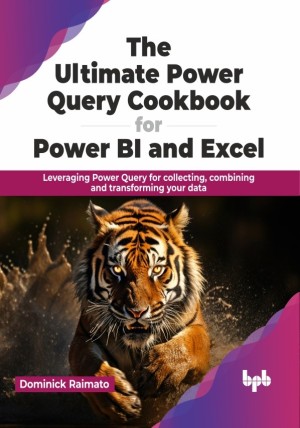 The
Ultimate Power
Query Cookbook
for
Power BI and Excel
Leveraging Power Query for collecting, combining
and transforming your data
Dominick Raimato
bpb